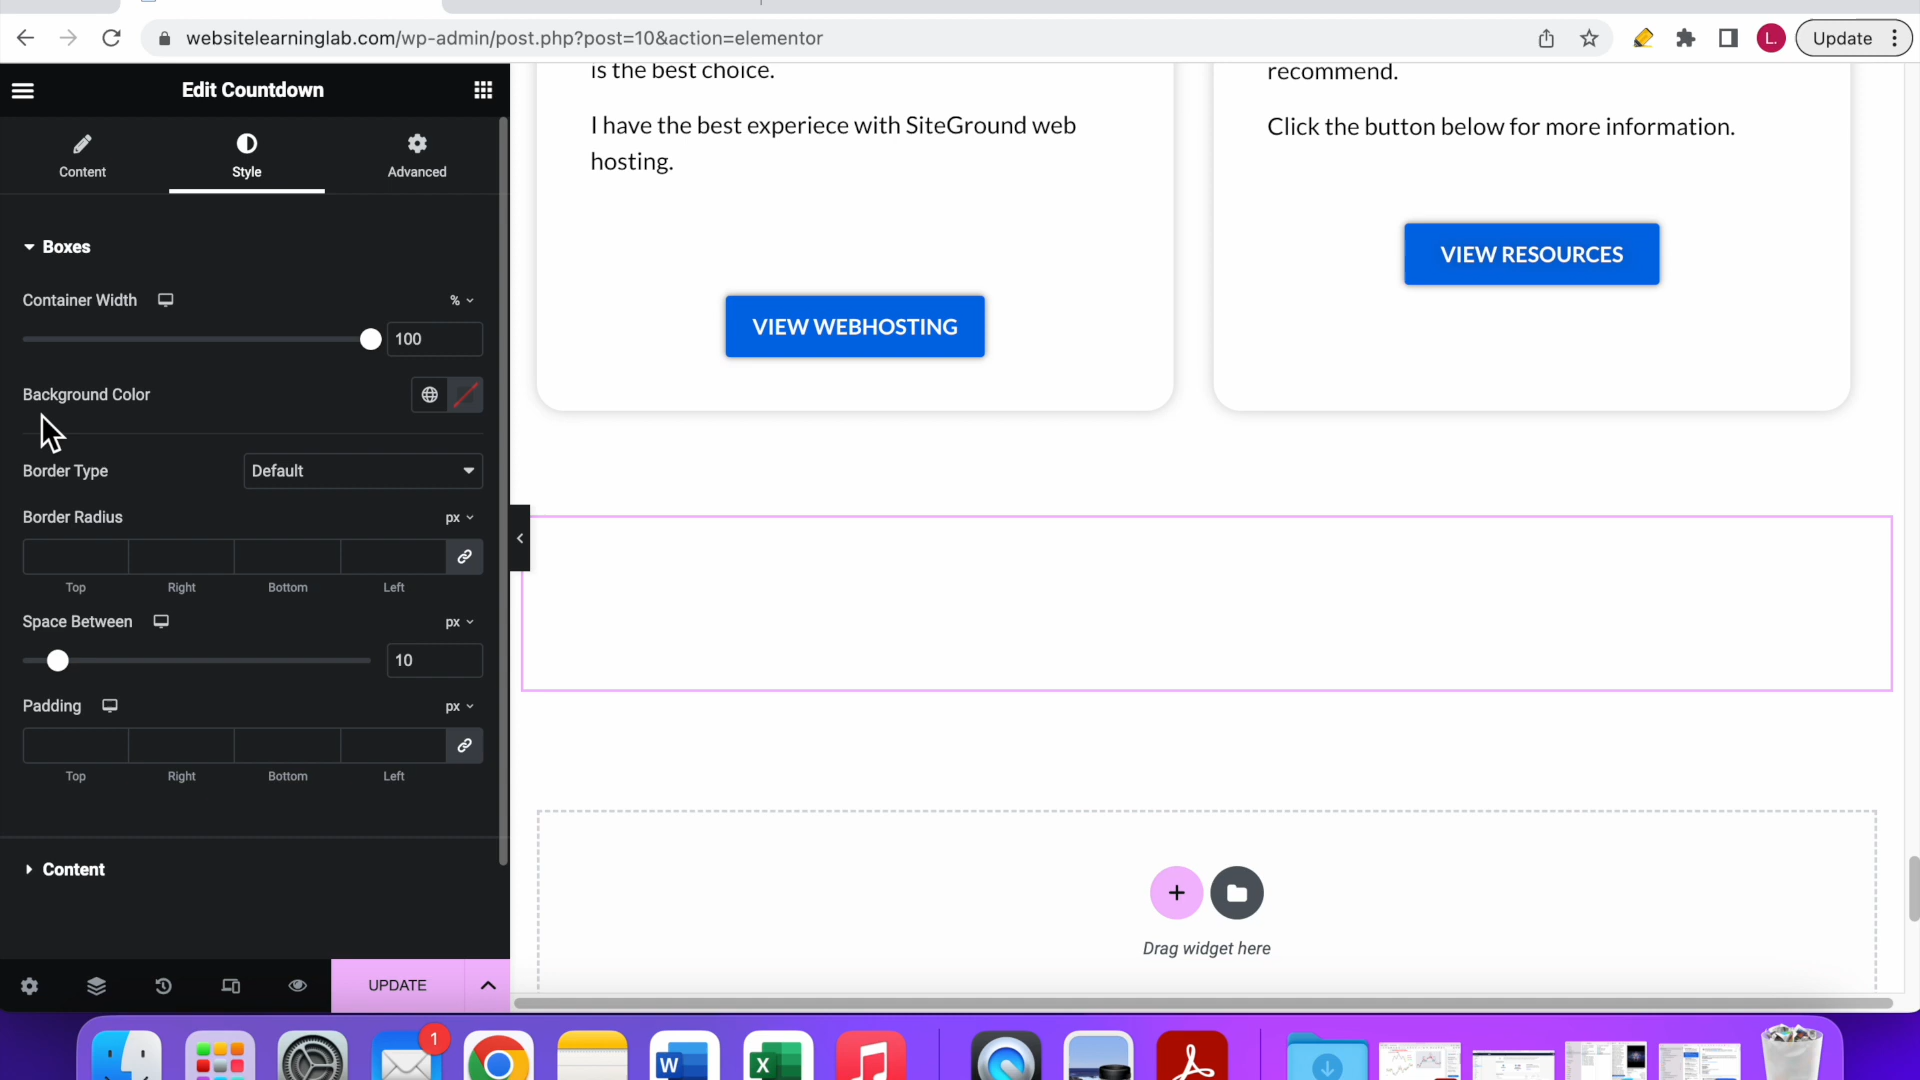 websitelearninglab.com/wp-admin/post.php?post=10&action=elementor
L.
Update
Edit Countdown
Content
Style
Advanced
Boxes
Container Width
%
100
Background Color
Border Type
Default
Border Radius
px
Top
Right
Bottom
Left
Space Between
px
10
Padding
px
Top
Right
Bottom
Left
Content
UPDATE
is the best choice.
I have the best experiece with SiteGround web
hosting.
VIEW WEBHOSTING
recommend.
Click the button below for more information.
VIEW RESOURCES
Drag widget here
1
W
X